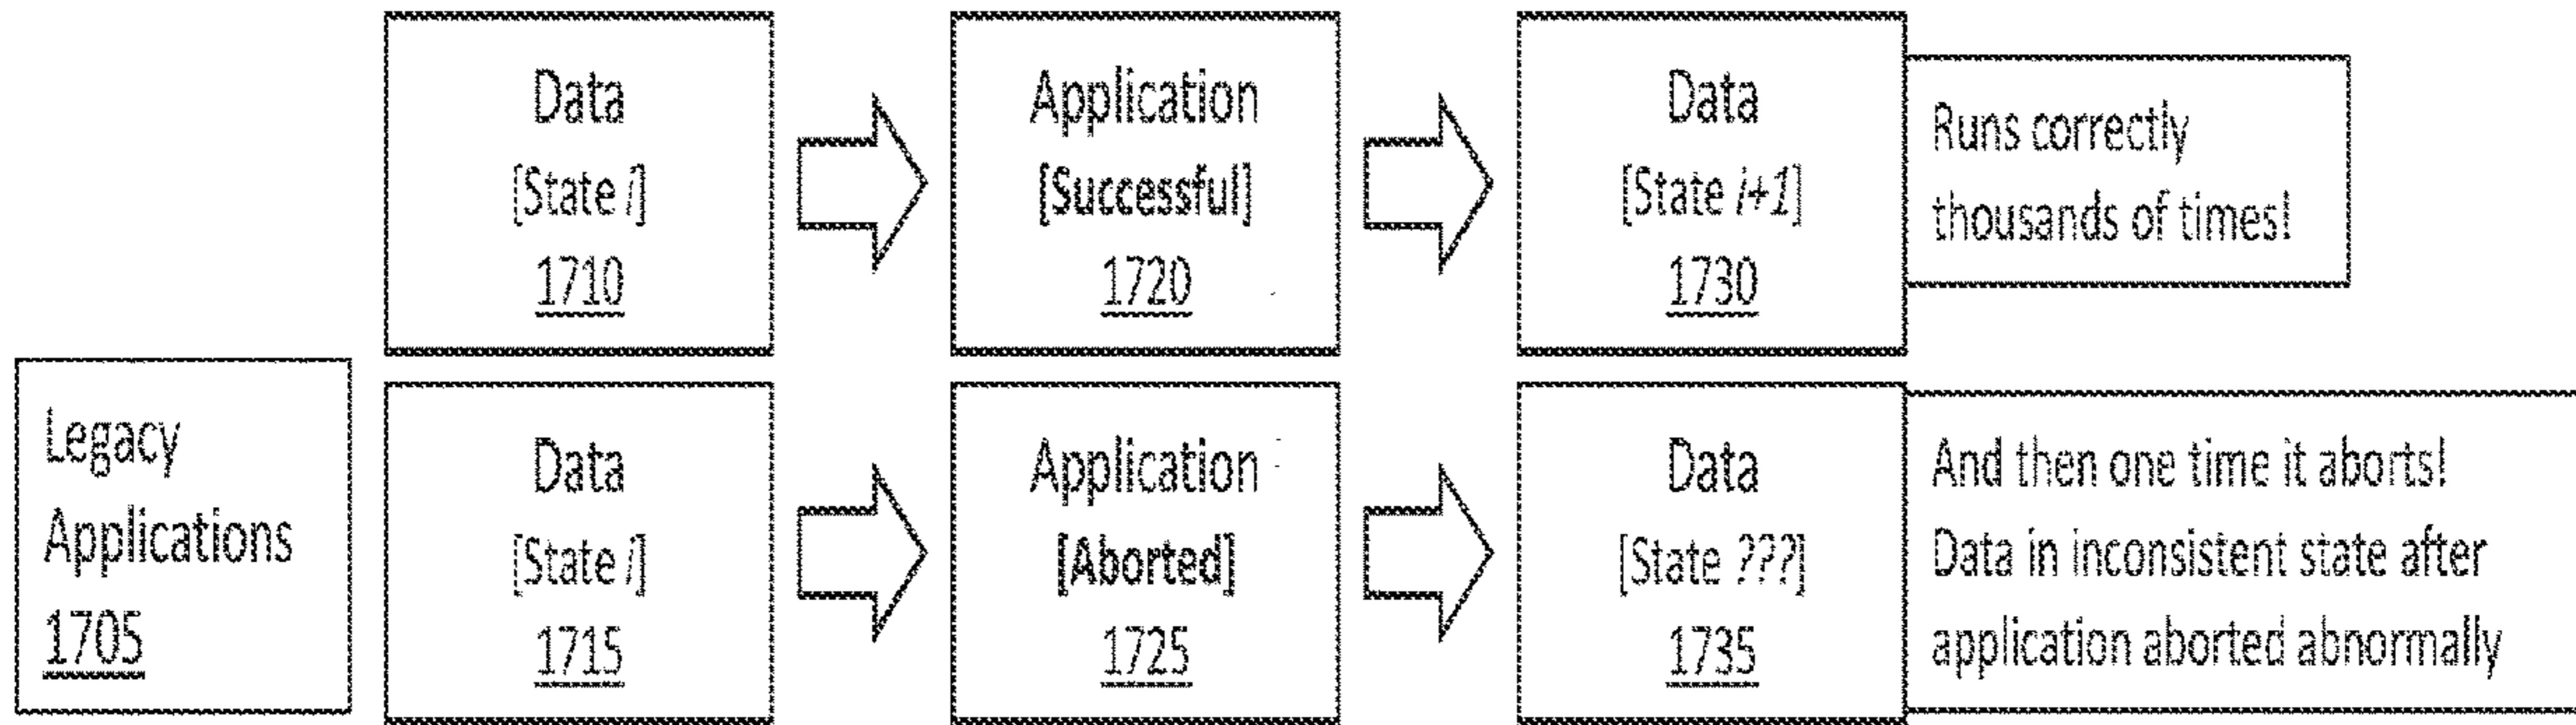 Data
[State i]
1710
Application
[Successful]
1720
Data
[State i+1]
1730
Runs correctly
thousands of times!
Legacy
Applications
1705
Data
[State i]
1715
Application
[Aborted]
1725
Data
[State ???]
1735
And then one time it aborts!
Data in inconsistent state after
application aborted abnormally